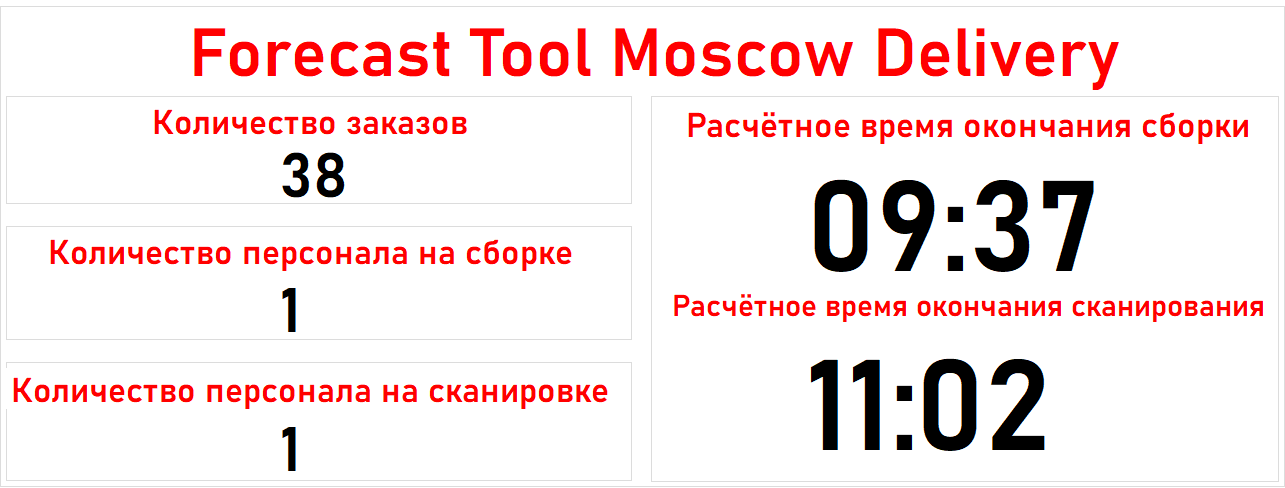 Forecast Tool Moscow Delivery
Количество заказов
38
Количество персонала на сборке
1
Количество персонала на сканировке
1
Расчётное время окончания сборки
09:37
Расчётное время окончания сканирования
11:02